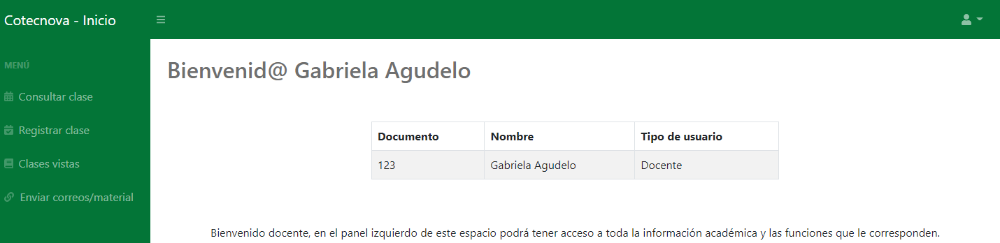 Cotecnova - Inicio
MENÚ
Consultar clase
Registrar clase
Clases vistas
Enviar correos/material
Bienvenid@ Gabriela Agudelo
Documento Nombre Tipo de usuario
123 Gabriela Agudelo Docente
Bienvenido docente, en el panel izquierdo de este espacio podrá tener acceso a toda la información académica y las funciones que le corresponden.